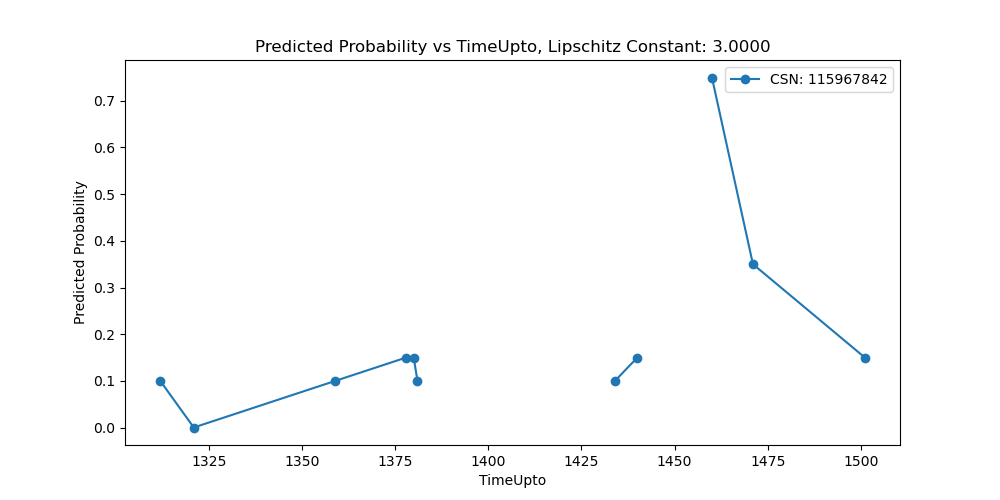 Predicted Probability vs TimeUpto, Lipschitz Constant: 3.0000
CSN: 115967842
Predicted Probability
0.7
0.6
0.5
0.4
0.3
0.2
0.1
0.0
1325 1350 1375 1400 1425 1450 1475 1500
TimeUpto